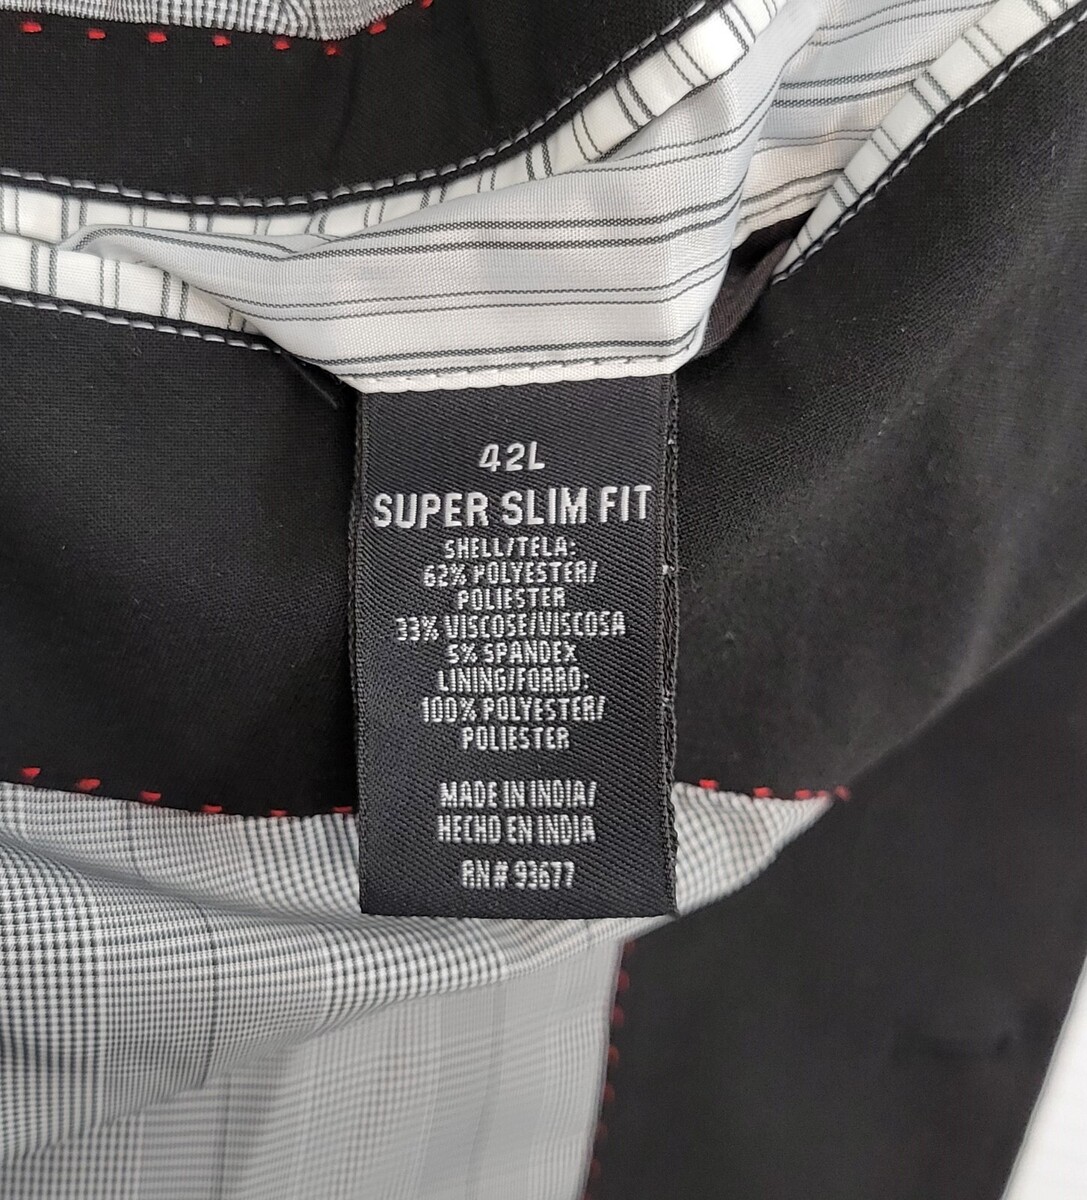 42L
SUPER SLIM FIT
SHELL/TELA:
62% POLYESTER/
POLIESTER
33% VISCOSE/VISCOSA
5% SPANDEX
LINING/FORRO:
100% POLYESTER/
POLIESTER
MADE IN INDIA/
HECHO EN INDIA
RN# 93677